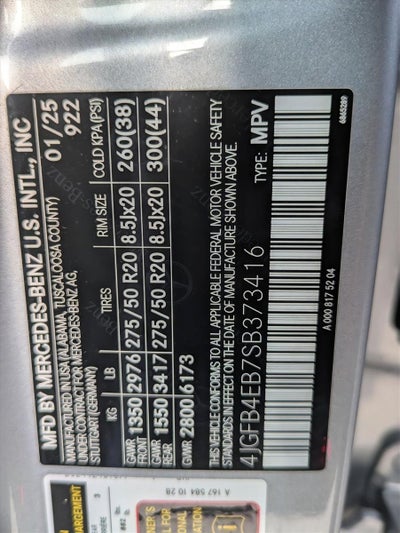 MFD BY MERCEDES-BENZ U.S. INTL., INC
MANUFACTURED IN USA (ALABAMA, TUSCALOOSA COUNTY)
UNDER CONTRACT FOR MERCEDES-BENZ AG,
STUTTGART (GERMANY)
01/25
922
KG LB TIRES RIM SIZE COLD KPA (PSI)
GAWR FRONT 1350 2976 275/50 R20 8.5Jx20 260(38)
GAWR REAR 1550 3417 275/50 R20 8.5Jx20 300(44)
GVWR 2800 6173
THIS VEHICLE CONFORMS TO ALL APPLICABLE FEDERAL MOTOR VEHICLE SAFETY
STANDARDS IN EFFECT ON THE DATE OF MANUFACTURE SHOWN ABOVE.
4JGFB4EB7SB373416 TYPE: MPV
A 000 817 52 04
6865289
A 167 584 10 28